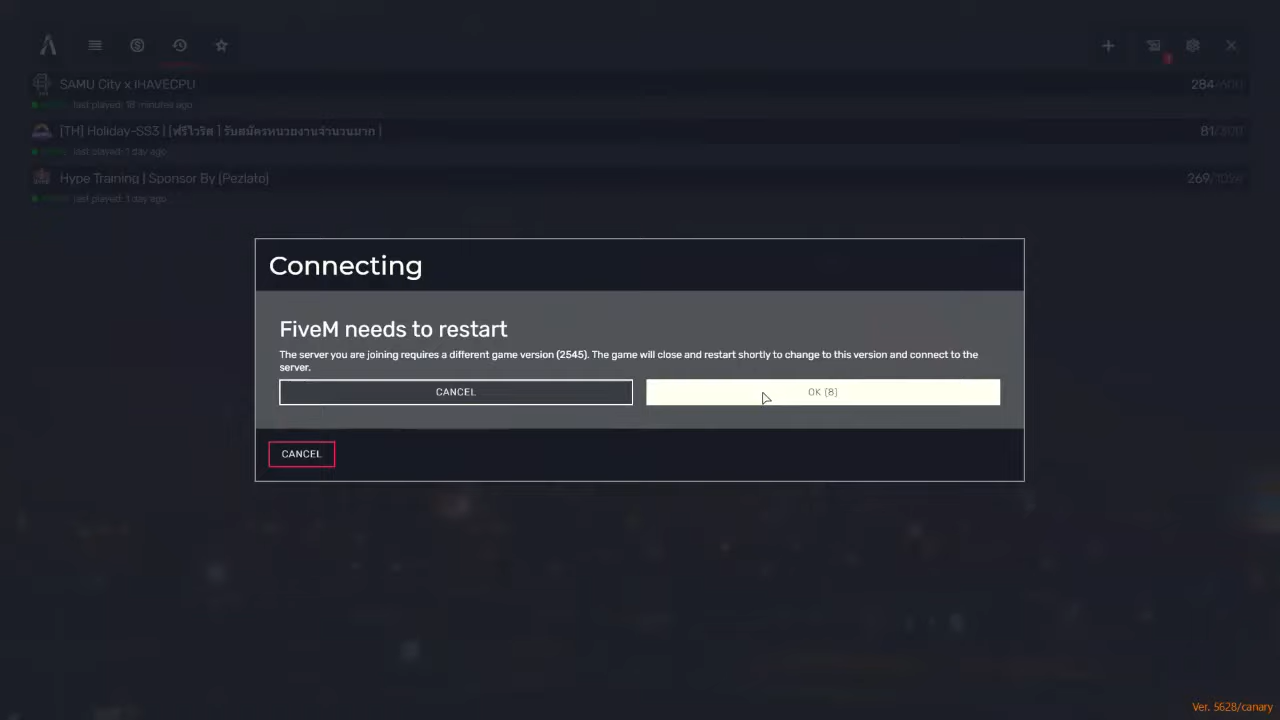 SAMU City x IHAVECPU
284/600
last played: 18 minutes ago
[TH] Holiday-SS3 | [ฟรีไวริส ] รับสมัครหน่วยงานจำนวนมาก |
81/
last played: 1 day ago
Hype Training | Sponsor By (Pezlato)
269/1024
last played: 1 day ago
Connecting
FiveM needs to restart
The server you are joining requires a different game version (2545). The game will close and restart shortly to change to this version and connect to the
server.
CANCEL
OK (8)
CANCEL
Ver. 5628/canary